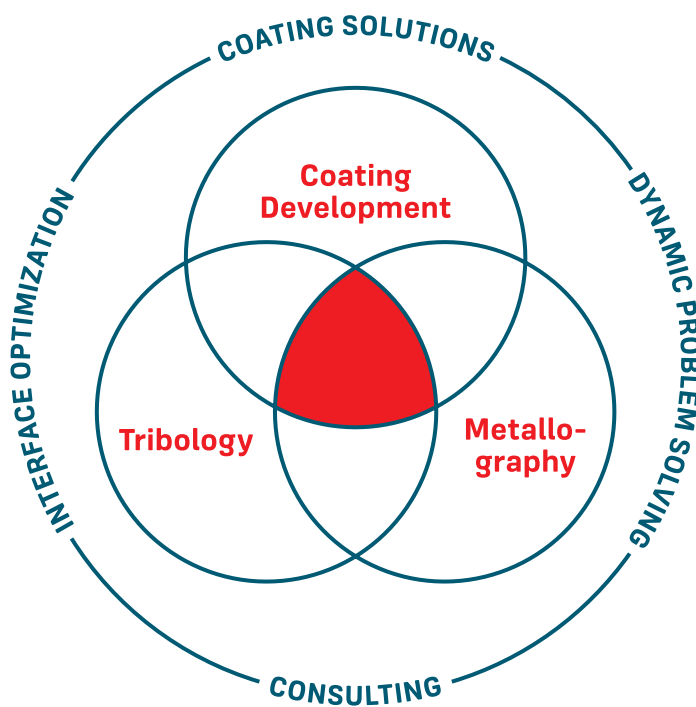 COATING SOLUTIONS
Coating
Development
INTERFACE OPTIMIZATION
DYNAMIC PROBLEM SOLVING
Tribology
Metallo-
graphy
CONSULTING